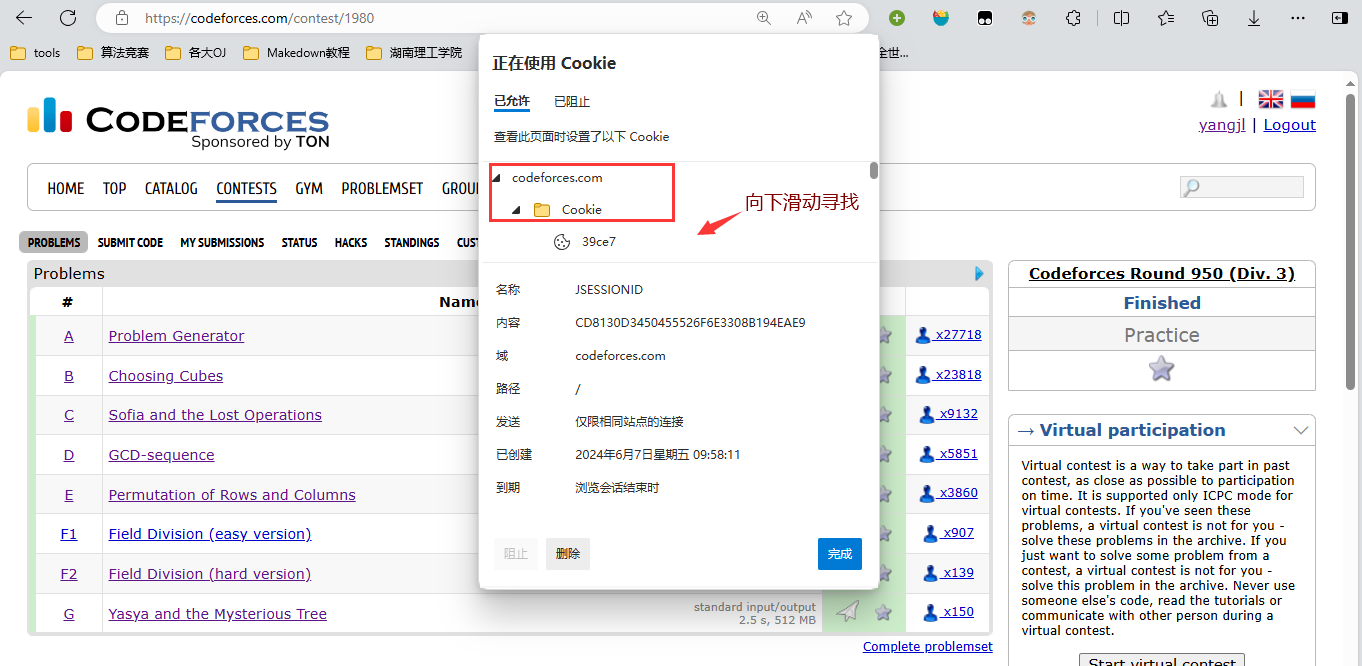 https://codeforces.com/contest/1980
tools
算法竞赛
各大OJ
Makedown教程
湖南理工学院
全世...
正在使用 Cookie
已允许
已阻止
查看此页面时设置了以下 Cookie
codeforces.com
Cookie
39ce7
向下滑动寻找
名称 JSESSIONID
内容 CD8130D3450455526F6E3308B194EAE9
域 codeforces.com
路径 /
发送 仅限相同站点的连接
已创建 2024年6月7日星期五 09:58:11
到期 浏览会话结束时
阻止
删除
完成
CODEFORCES
Sponsored by TON
yangjl | Logout
HOME TOP CATALOG CONTESTS GYM PROBLEMSET GROU
PROBLEMS SUBMIT CODE MY SUBMISSIONS STATUS HACKS STANDINGS CUST
Problems
# Name
A Problem Generator x27718
B Choosing Cubes x23818
C Sofia and the Lost Operations x9132
D GCD-sequence x5851
E Permutation of Rows and Columns x3860
F1 Field Division (easy version) x907
F2 Field Division (hard version) x139
G Yasya and the Mysterious Tree standard input/output x150
2.5 s, 512 MB
Complete problemset
Codeforces Round 950 (Div. 3)
Finished
Practice
→ Virtual participation
Virtual contest is a way to take part in past
contest, as close as possible to participation
on time. It is supported only ICPC mode for
virtual contests. If you've seen these
problems, a virtual contest is not for you -
solve these problems in the archive. If you
just want to solve some problem from a
contest, a virtual contest is not for you -
solve this problem in the archive. Never use
someone else's code, read the tutorials or
communicate with other person during a
virtual contest.
Start virtual contest